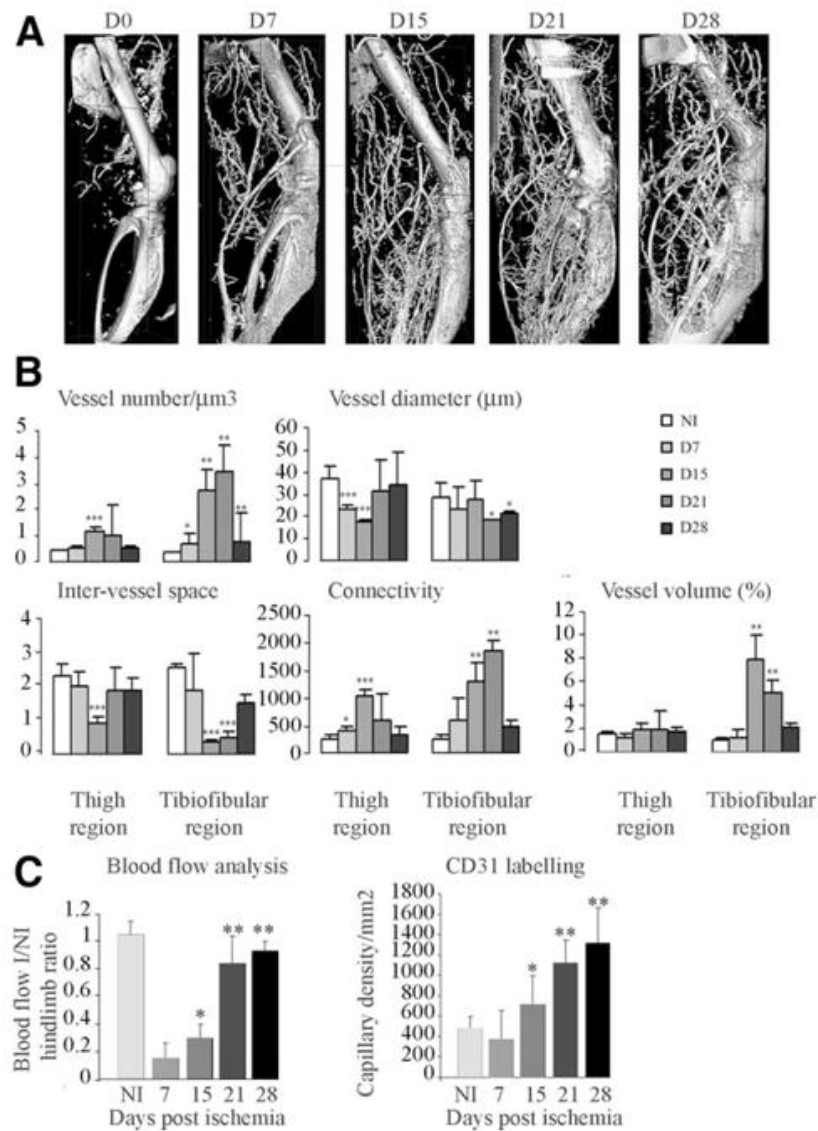 A
D0 D7 D15 D21 D28
B
Vessel number/μm3
5
4
3
2
1
0
***
*
**
**
**
Vessel diameter (μm)
60
50
40
30
20
10
0
***
**
*
*
NI
D7
D15
D21
D28
Inter-vessel space
4
3
2
1
0
***
***
***
Thigh region
Tibiofibular region
Connectivity
2500
2000
1500
1000
500
0
*
***
**
**
Thigh region
Tibiofibular region
Vessel volume (%)
12
10
8
6
4
2
0
**
**
Thigh region
Tibiofibular region
C
Blood flow analysis
Blood flow I/NI
hindlimb ratio
1.2
1
0.8
0.6
0.4
0.2
0
*
**
**
NI 7 15 21 28
Days post ischemia
CD31 labelling
Capillary density/mm2
1800
1600
1400
1200
1000
800
600
400
200
0
*
**
**
NI 7 15 21 28
Days post ischemia